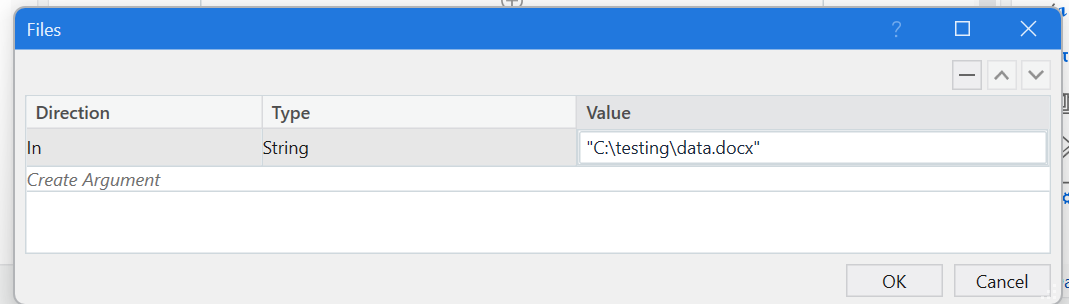 Files
Direction Type Value
In String "C:\testing\data.docx"
Create Argument
OK Cancel